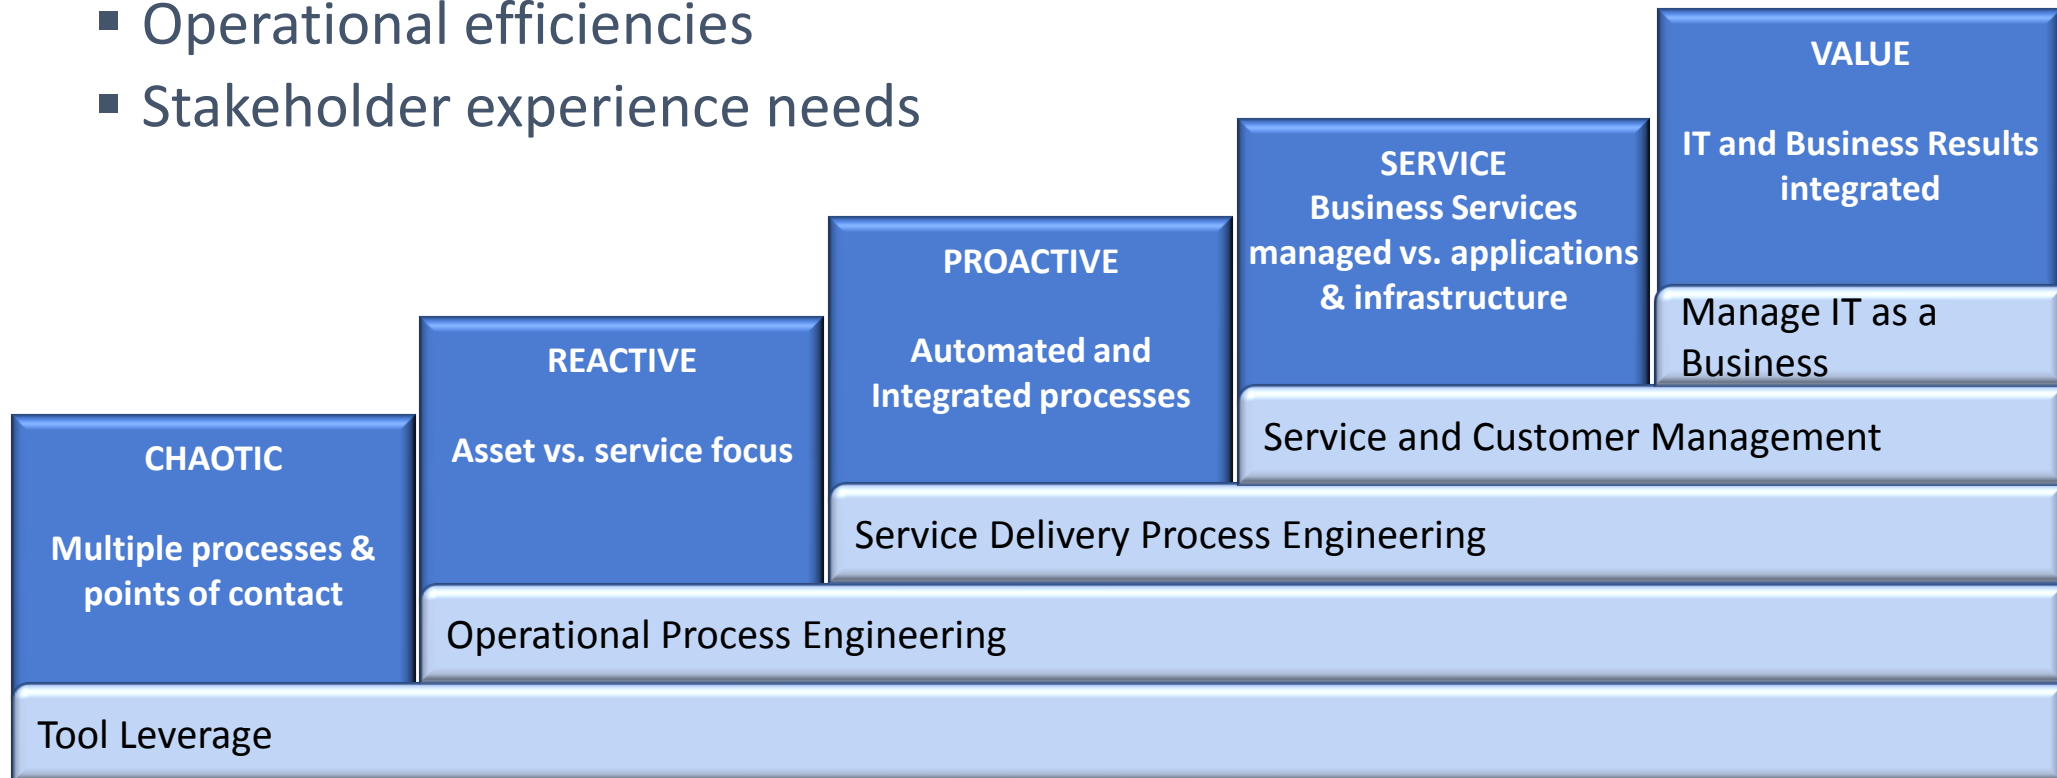 ▪ Operational efficiencies
▪ Stakeholder experience needs
VALUE
IT and Business Results
integrated
SERVICE
Business Services
managed vs. applications
& infrastructure
PROACTIVE
Automated and
Integrated processes
REACTIVE
Asset vs. service focus
CHAOTIC
Multiple processes &
points of contact
Manage IT as a
Business
Service and Customer Management
Service Delivery Process Engineering
Operational Process Engineering
Tool Leverage